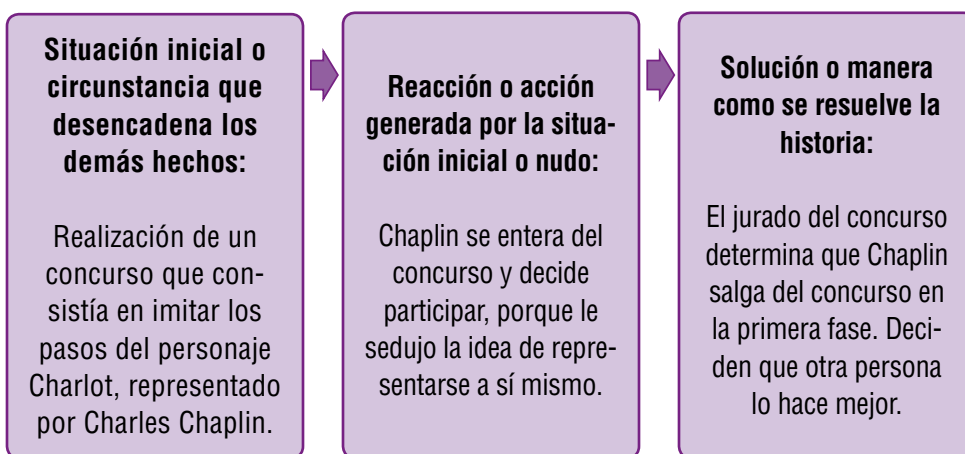 Situación inicial o
circunstancia que
desencadena los
demás hechos:
Realización de un
concurso que con-
sistía en imitar los
pasos del personaje
Charlot, representado
por Charles Chaplin.
Reacción o acción
generada por la situa-
ción inicial o nudo:
Chaplin se entera del
concurso y decide
participar, porque le
sedujo la idea de repre-
sentarse a sí mismo.
Solución o manera
como se resuelve la
historia:
El jurado del concurso
determina que Chaplin
salga del concurso en
la primera fase. Deci-
den que otra persona
lo hace mejor.